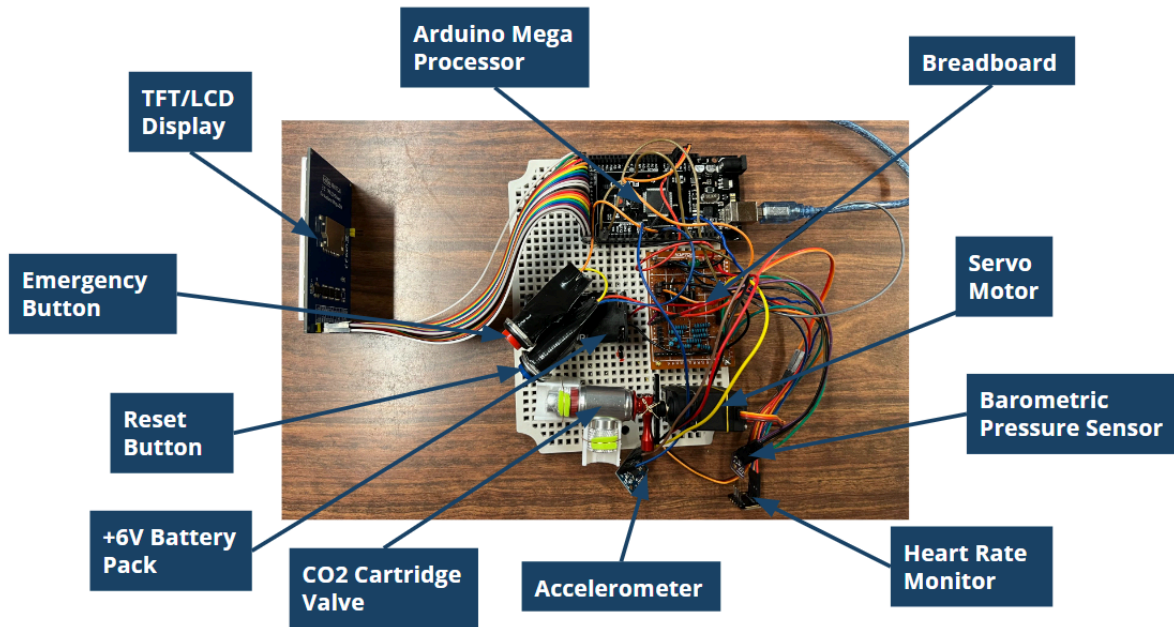 Arduino Mega
Processor
Breadboard
TFT/LCD
Display
Emergency
Button
Servo
Motor
Reset
Button
Barometric
Pressure Sensor
+6V Battery
Pack
CO2 Cartridge
Valve
Accelerometer
Heart Rate
Monitor